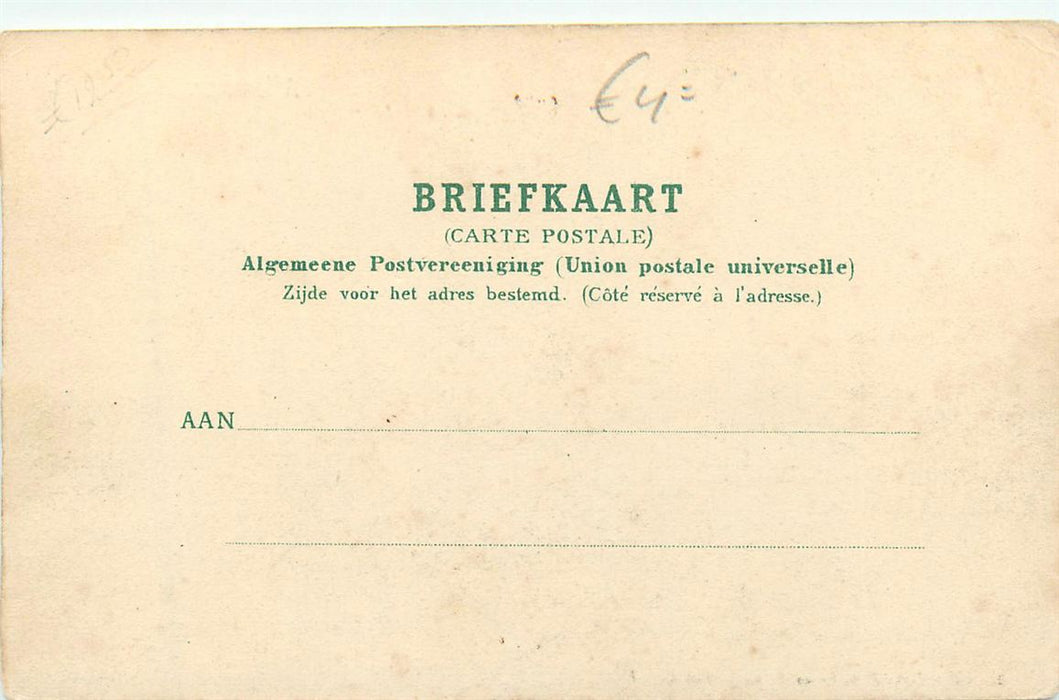 €4=
BRIEFKAART
(CARTE POSTALE)
Algemeene Postvereeniging (Union postale universelle)
Zijde voor het adres bestemd. (Côté réservé à l'adresse.)
AAN